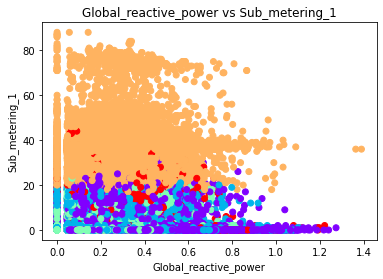 Global_reactive_power vs Sub_metering_1
Sub_metering_1
80
60
40
20
0
0.0 0.2 0.4 0.6 0.8 1.0 1.2 1.4
Global_reactive_power